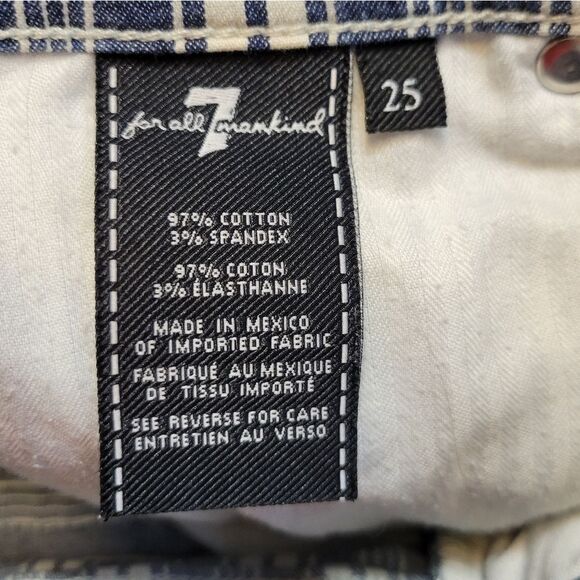 for all 7 mankind
25
97% COTTON
3% SPANDEX
97% COTON
3% ÉLASTHANNE
MADE IN MEXICO
OF IMPORTED FABRIC
FABRIQUÉ AU MEXIQUE
DE TISSU IMPORTÉ
SEE REVERSE FOR CARE
ENTRETIEN AU VERSO